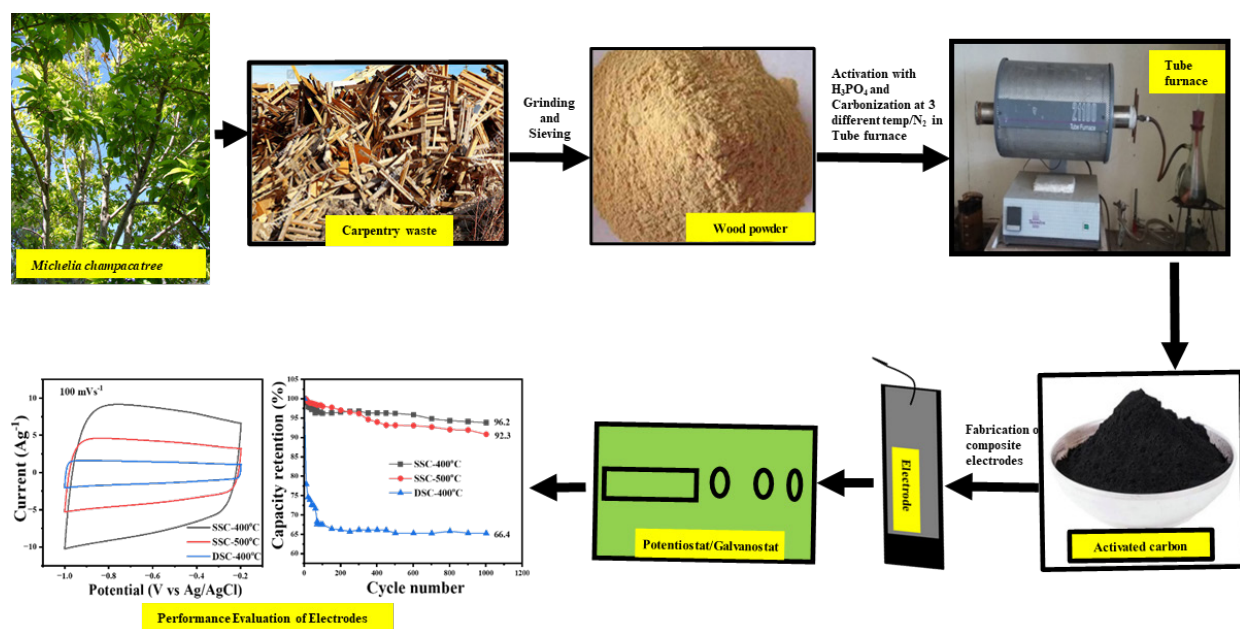 Michelia champaca tree
Carpentry waste
Grinding
and
Sieving
Wood powder
Activation with
H₃PO₄ and
Carbonization at 3
different temp/N₂ in
Tube furnace
Tube
furnace
21100
Tube Furnace
Fabrication o
composite
electrodes
Activated carbon
Electrode
Potentiostat/Galvanostat
100 mVs⁻¹
Current (Ag⁻¹)
10
5
0
−5
−10
SSC-400°C
SSC-500°C
DSC-400°C
−1.0
−0.8
−0.6
−0.4
−0.2
Potential (V vs Ag/AgCl)
Capacity retention (%)
105
100
95
90
85
80
75
70
65
60
96.2
92.3
SSC-400°C
SSC-500°C
DSC-400°C
66.4
0
200
400
600
800
1000
1200
Cycle number
Performance Evaluation of Electrodes